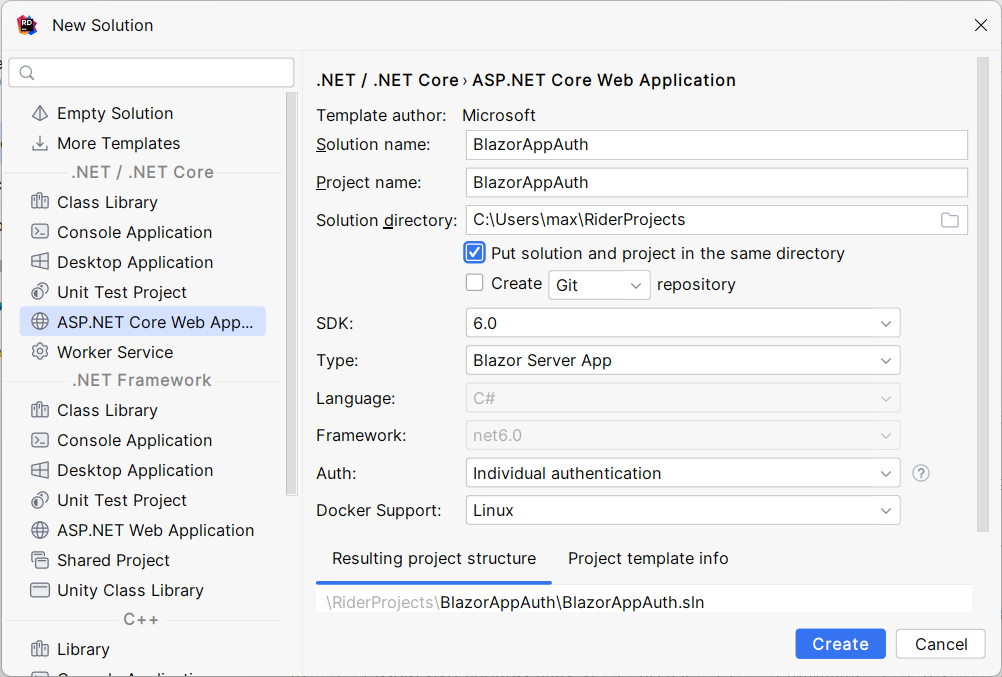 RD
New Solution
Empty Solution
More Templates
.NET / .NET Core
Class Library
Console Application
Desktop Application
Unit Test Project
ASP.NET Core Web App...
Worker Service
.NET Framework
Class Library
Console Application
Desktop Application
Unit Test Project
ASP.NET Web Application
Shared Project
Unity Class Library
C++
Library
.NET / .NET Core › ASP.NET Core Web Application
Template author: Microsoft
Solution name: BlazorAppAuth
Project name: BlazorAppAuth
Solution directory: C:\Users\max\RiderProjects
Put solution and project in the same directory
Create Git repository
SDK: 6.0
Type: Blazor Server App
Language: C#
Framework: net6.0
Auth: Individual authentication ?
Docker Support: Linux
Resulting project structure Project template info
\RiderProjects\BlazorAppAuth\BlazorAppAuth.sln
Create Cancel